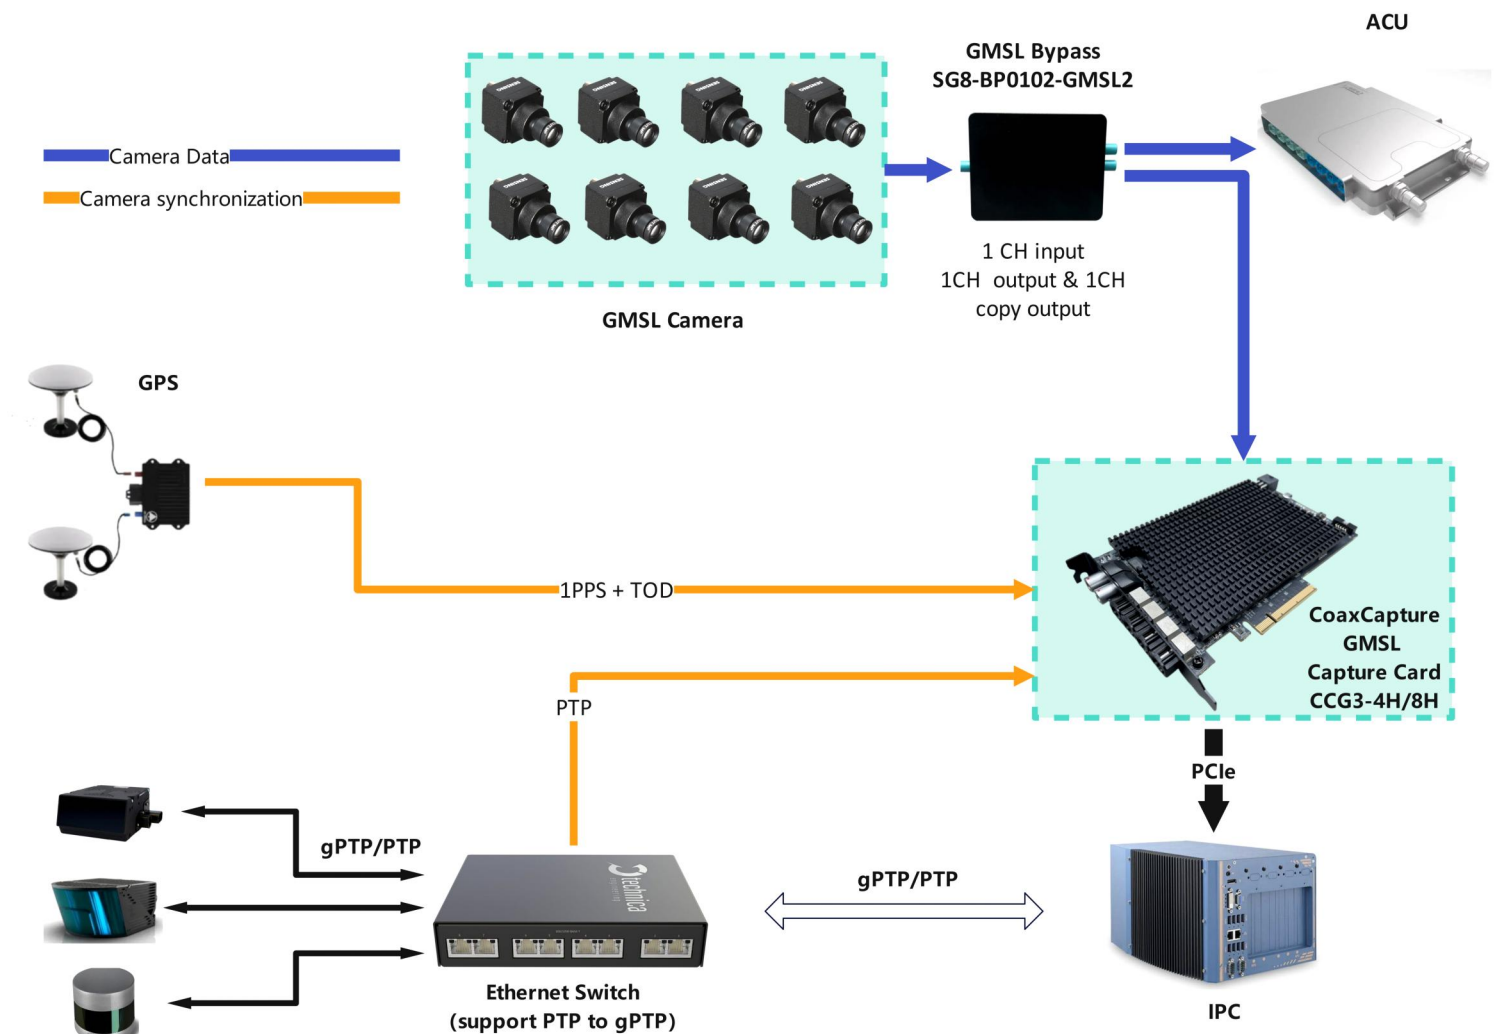 ACU
GMSL Bypass
SG8-BP0102-GMSL2
Camera Data
Camera synchronization
1 CH input
1CH output & 1CH
copy output
GMSL Camera
GPS
1PPS + TOD
CoaxCapture
GMSL
Capture Card
CCG3-4H/8H
PTP
PCIe
gPTP/PTP
technica
gPTP/PTP
Ethernet Switch
(support PTP to gPTP)
IPC